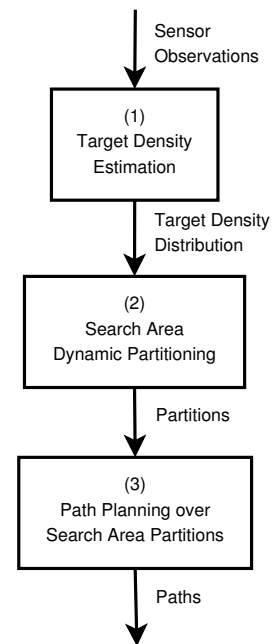 Sensor
Observations
(1)
Target Density
Estimation
Target Density
Distribution
(2)
Search Area
Dynamic Partitioning
Partitions
(3)
Path Planning over
Search Area Partitions
Paths